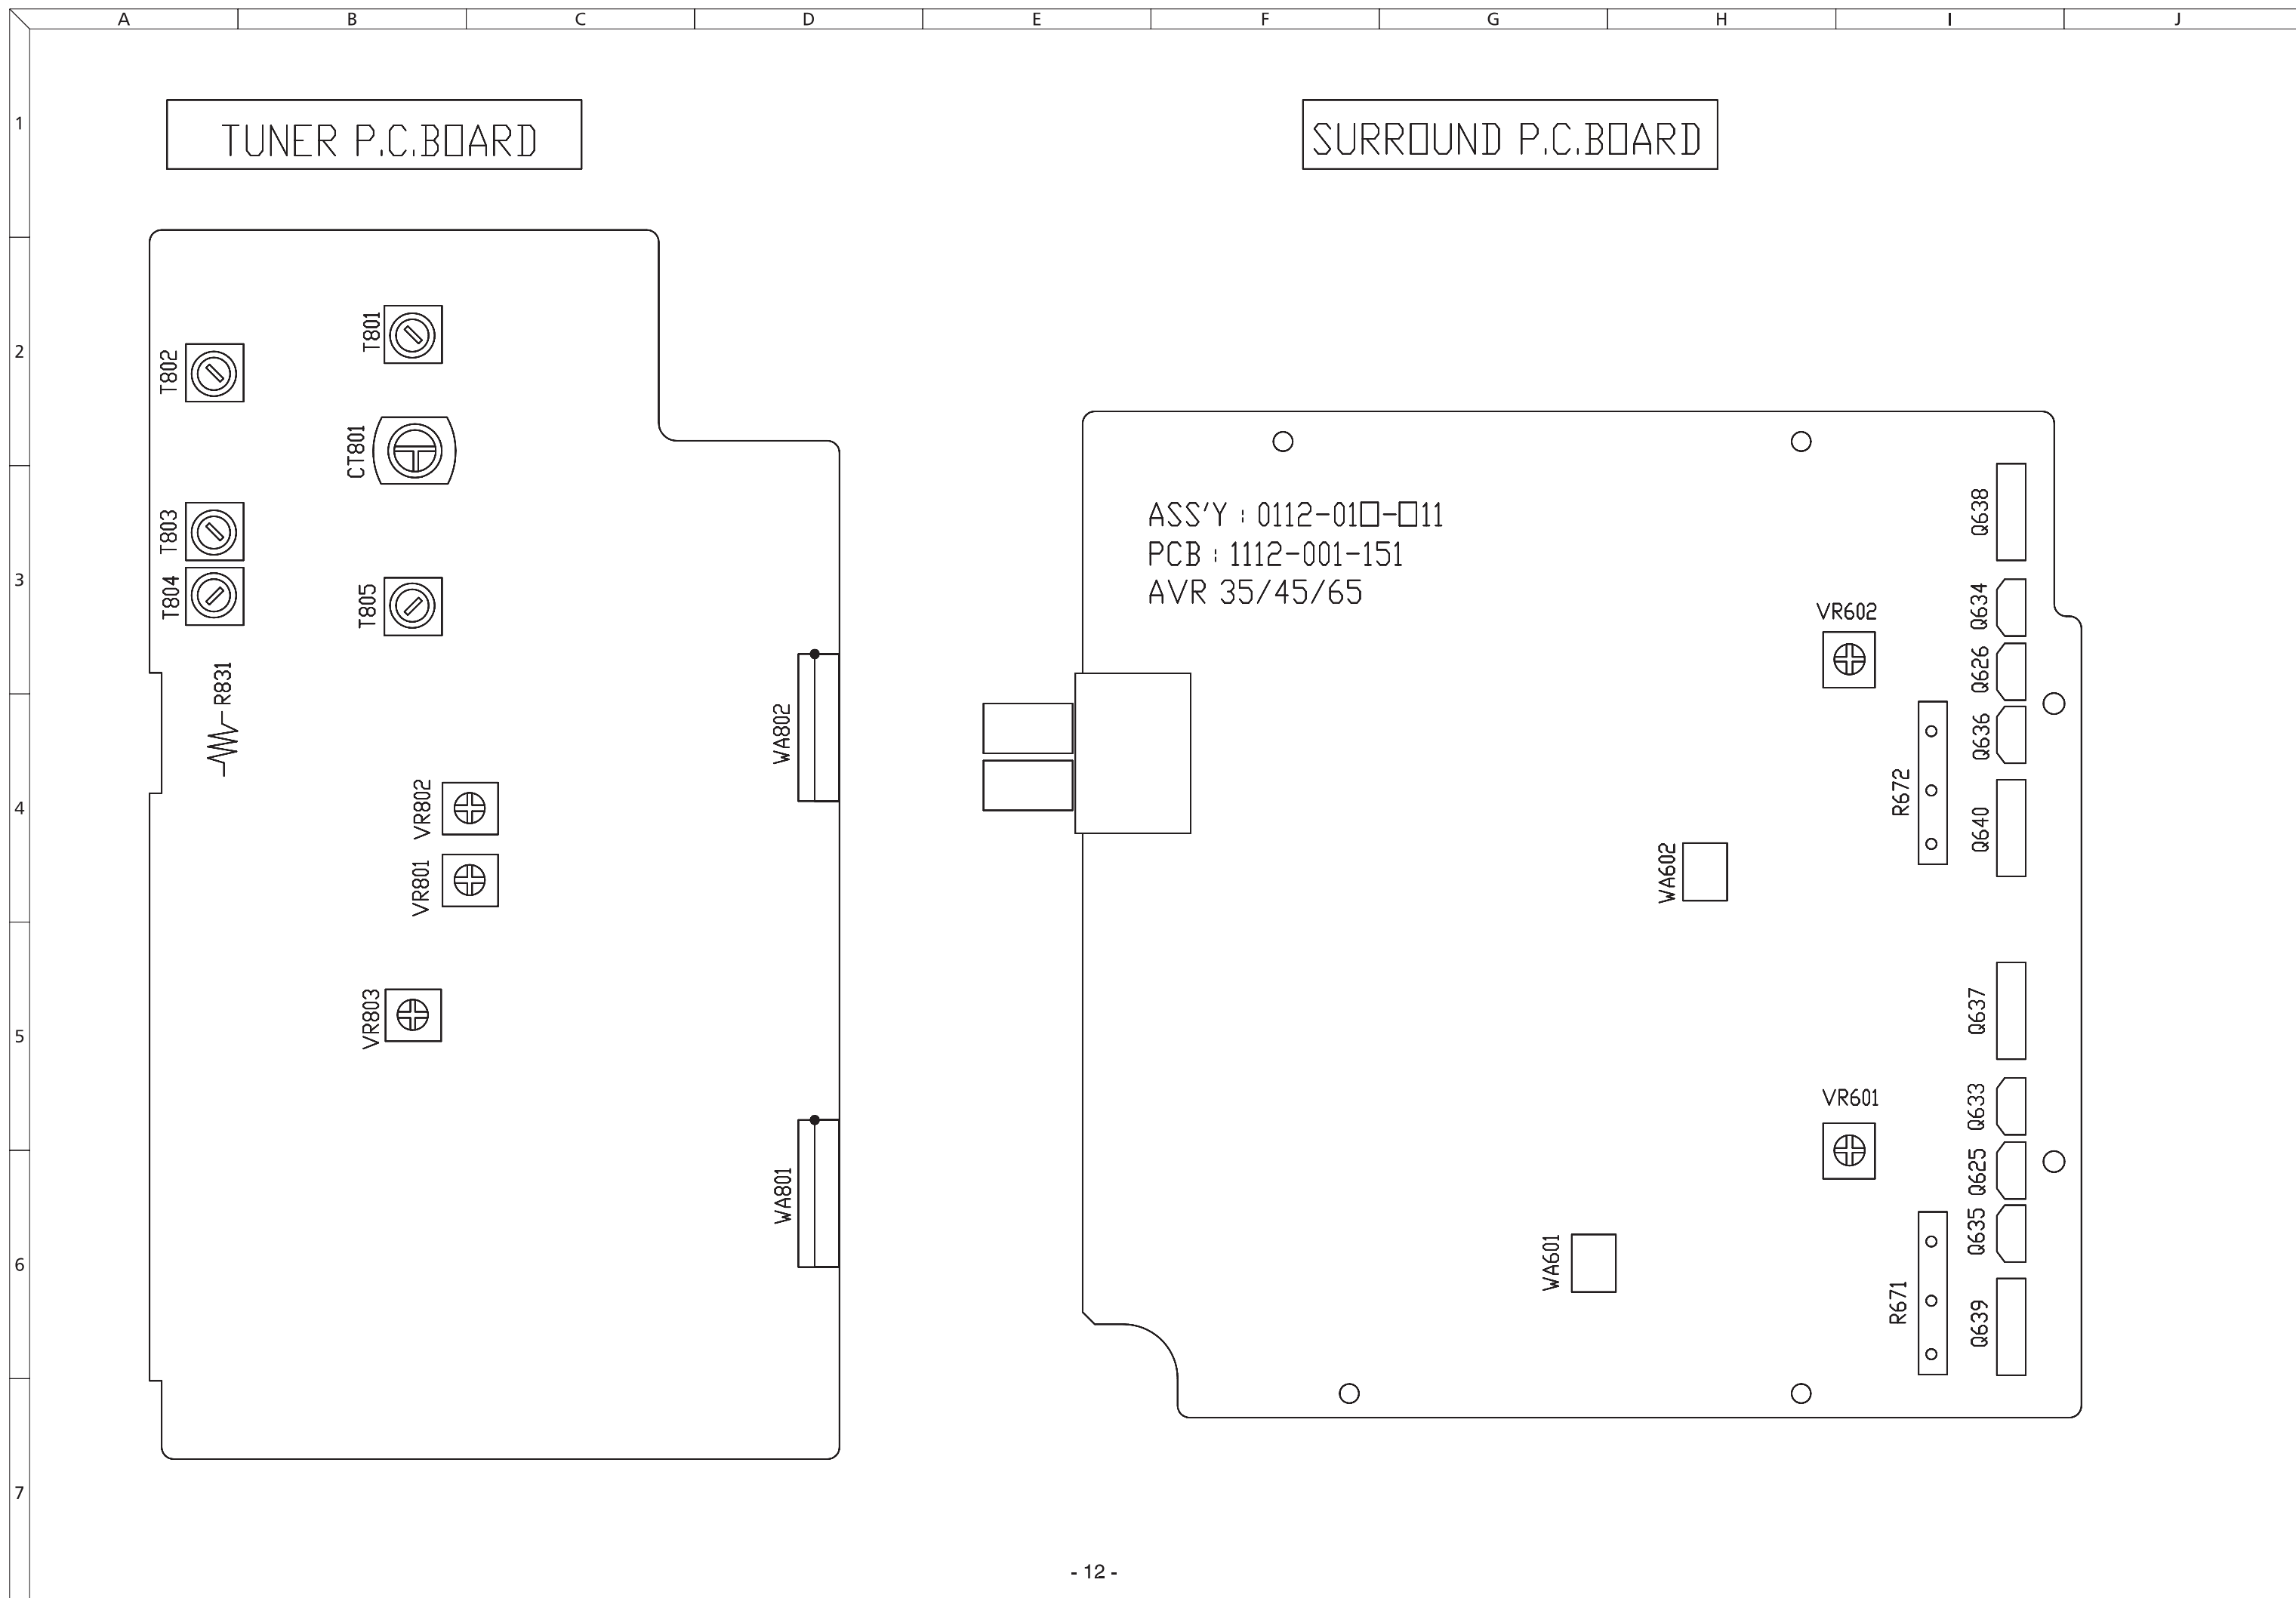 A B C D E F G H I J
1
2
3
4
5
6
7
TUNER P.C.BOARD
T801
T802
CT801
T803
T804
T805
R831
WA802
VR802
VR801
VR803
WA801
SURROUND P.C.BOARD
ASS'Y : 0112-01□-□11
PCB : 1112-001-151
AVR 35/45/65
Q638
Q634
VR602
Q626
Q636
R672
Q640
WA602
Q637
VR601
Q633
Q625
Q635
WA601
R671
Q639
- 12 -